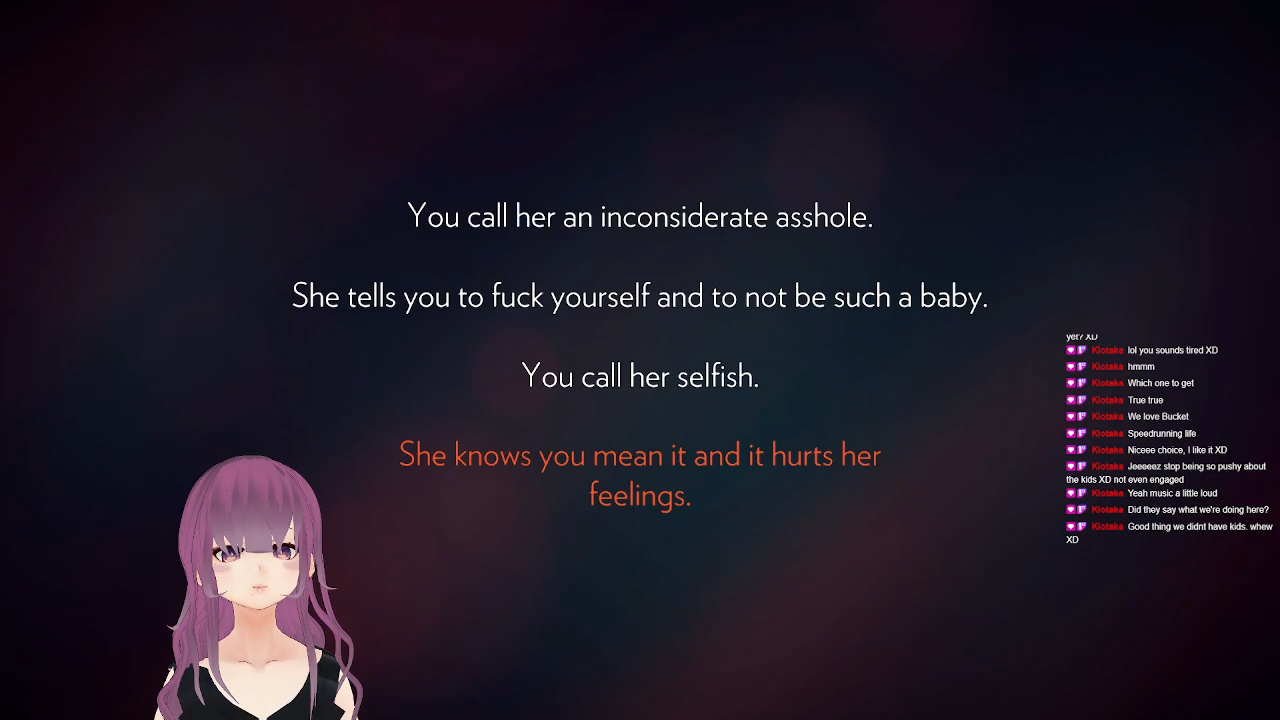 You call her an inconsiderate asshole.
She tells you to fuck yourself and to not be such a baby.
You call her selfish.
She knows you mean it and it hurts her
feelings.
yet? XD
Kiotaka lol you sounds tired XD
Kiotaka hmmm
Kiotaka Which one to get
Kiotaka True true
Kiotaka We love Bucket
Kiotaka Speedrunning life
Kiotaka Niceee choice, I like it XD
Kiotaka Jeeeeez stop being so pushy about
the kids XD not even engaged
Kiotaka Yeah music a little loud
Kiotaka Did they say what we're doing here?
Kiotaka Good thing we didnt have kids. whew
XD